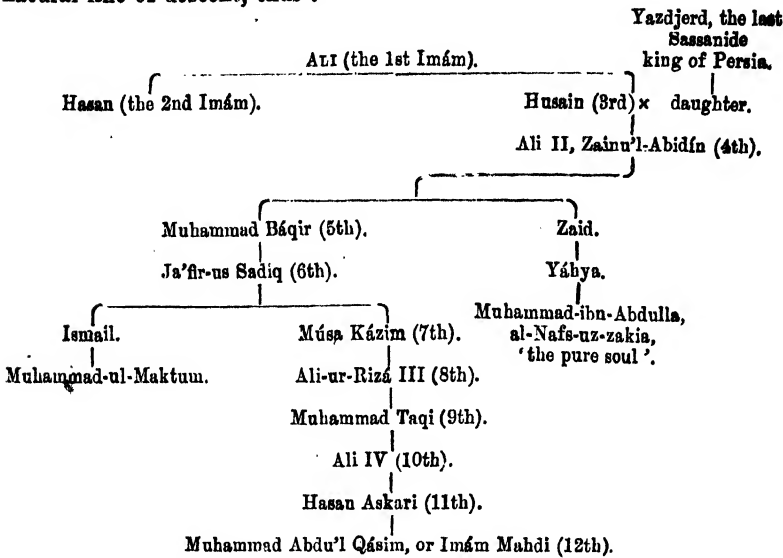 Yazdjerd, the last
Sassanide
king of Persia.
ALI (the 1st Imám).
Hasan (the 2nd Imám).
Husain (3rd) × daughter.
Ali II, Zainu'l-Abidín (4th).
Muhammad Báqir (5th).
Zaid.
Ja'fir-us Sadiq (6th).
Yáhya.
Ismail.
Músa Kázim (7th).
Muhammad-ibn-Abdulla,
al-Nafs-uz-zakia,
'the pure soul'.
Muhammad-ul-Maktum.
Ali-ur-Rizá III (8th).
Muhammad Taqi (9th).
Ali IV (10th).
Hasan Askari (11th).
Muhammad Abdu'l Qásim, or Imám Mahdi (12th).